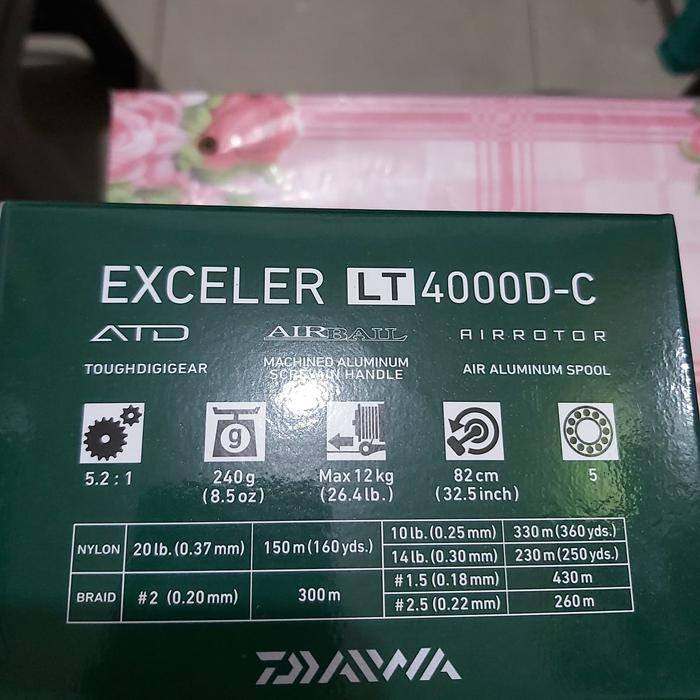 EXCELER LT 4000D-C
ATD AIRBAIL AIRROTOR
TOUGHDIGIGEAR MACHINED ALUMINUM SCREW IN HANDLE AIR ALUMINUM SPOOL
g
5.2 : 1 240g (8.5oz) Max 12kg (26.4lb.) 82cm (32.5inch) 5
NYLON 20lb.(0.37mm) 150m(160yds.) 10lb.(0.25mm) 330m(360yds.)
14lb.(0.30mm) 230m(250yds.)
BRAID #2 (0.20mm) 300m #1.5(0.18mm) 430m
#2.5(0.22mm) 260m
DAIWA